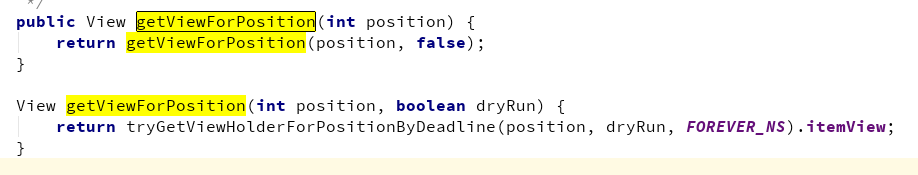 */
public View getViewForPosition(int position) {
    return getViewForPosition(position, false);
}
View getViewForPosition(int position, boolean dryRun) {
    return tryGetViewHolderForPositionByDeadline(position, dryRun, FOREVER_NS).itemView;
}